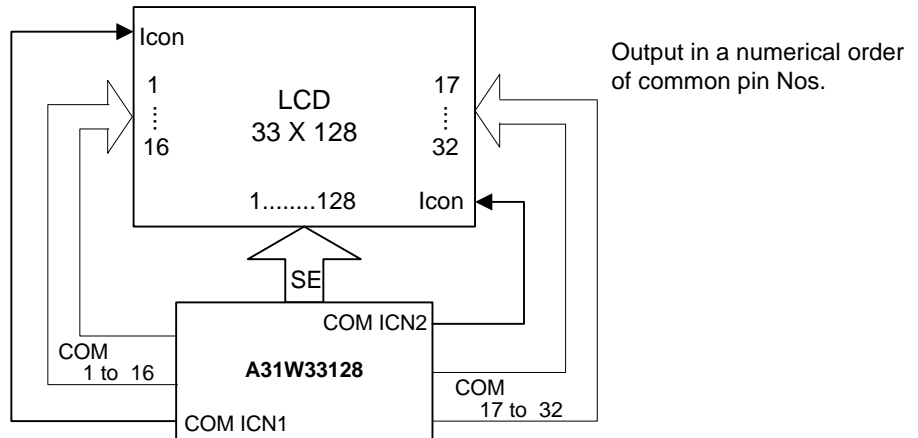 Icon
Output in a numerical order
of common pin Nos.
1
⋮
16
LCD
33 X 128
17
⋮
32
1........128
Icon
SE
COM ICN2
COM
1 to 16
A31W33128
COM
17 to 32
COM ICN1